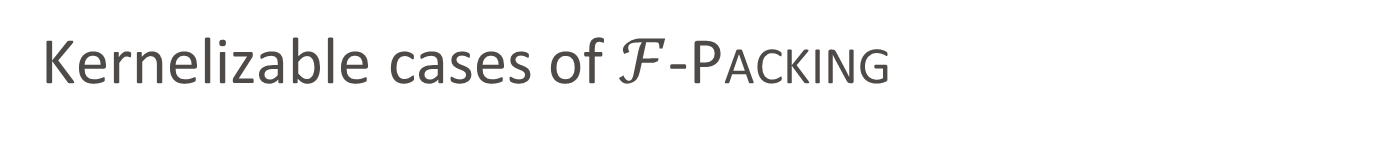 Kernelizable cases of ℱ-PACKING